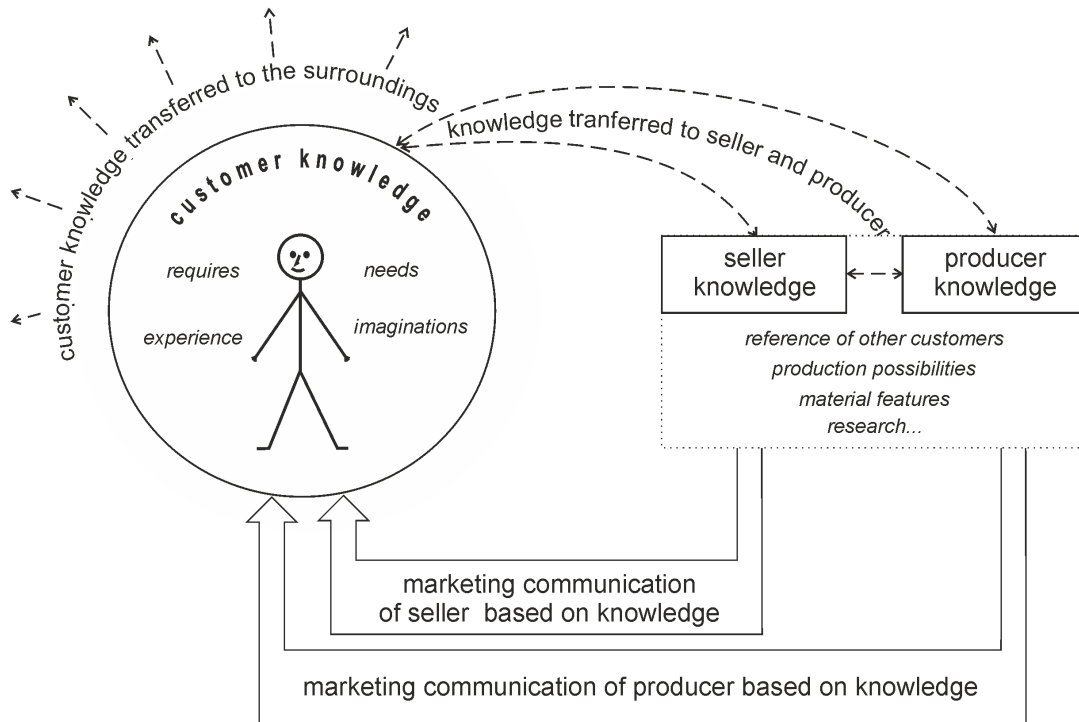 customer knowledge transferred to the surroundings
knowledge tranferred to seller and producer
customer knowledge
requires
needs
experience
imaginations
seller
knowledge
producer
knowledge
reference of other customers
production possibilities
material features
research...
marketing communication
of seller based on knowledge
marketing communication of producer based on knowledge